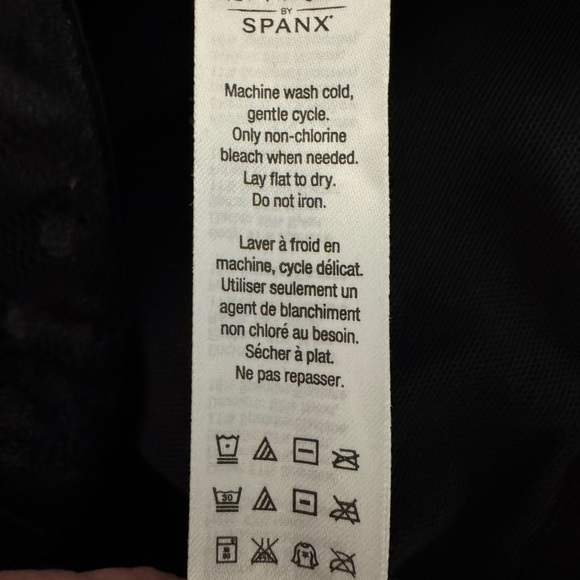 BY
SPANX®
Machine wash cold,
gentle cycle.
Only non-chlorine
bleach when needed.
Lay flat to dry.
Do not iron.
Laver à froid en
machine, cycle délicat.
Utiliser seulement un
agent de blanchiment
non chloré au besoin.
Sécher à plat.
Ne pas repasser.
30